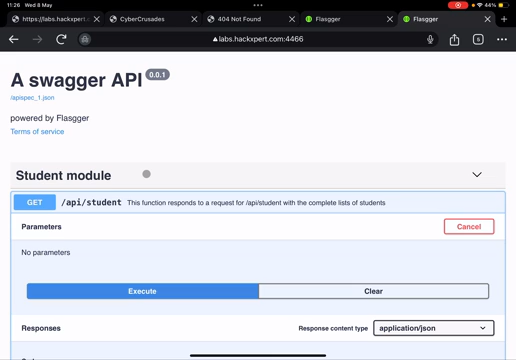 11:26 Wed 8 May
44%
https://labs.hackxpert.c
CyberCrusades
404 Not Found
Flasgger
Flasgger
labs.hackxpert.com:4466
5
A swagger API 0.0.1
/apispec_1.json
powered by Flasgger
Terms of service
Student module
GET /api/student This function responds to a request for /api/student with the complete lists of students
Parameters
Cancel
No parameters
Execute
Clear
Responses
Response content type
application/json